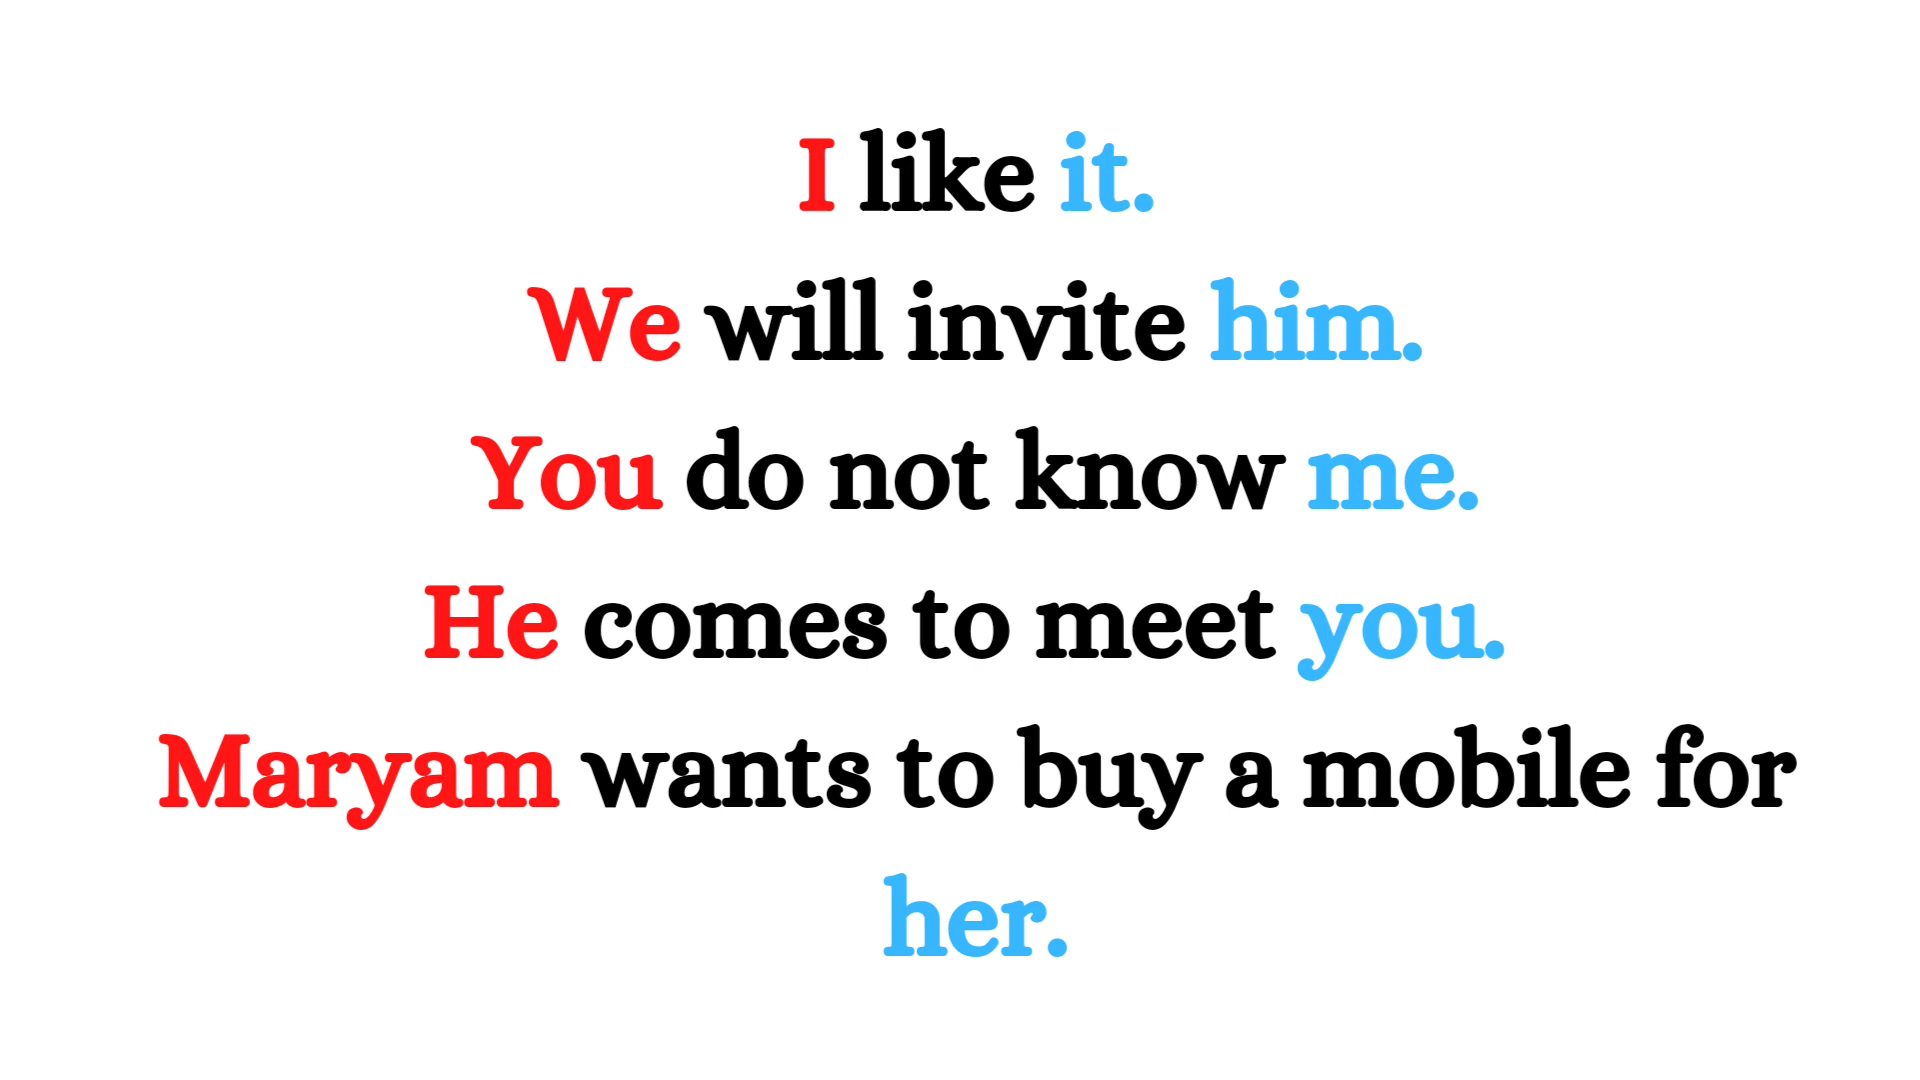 I like it.
We will invite him.
You do not know me.
He comes to meet you.
Maryam wants to buy a mobile for
her.